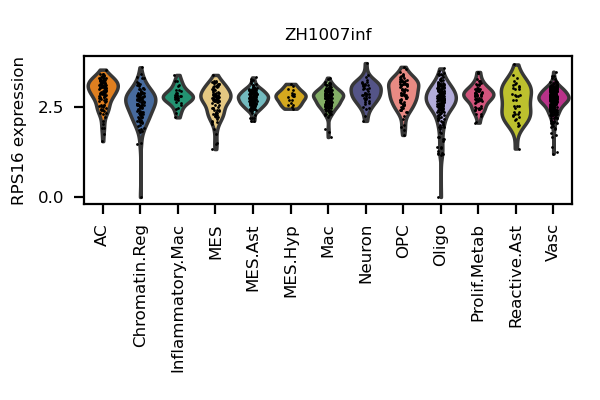 ZH1007inf
RPS16 expression
2.5
0.0
AC
Chromatin.Reg
Inflammatory.Mac
MES
MES.Ast
MES.Hyp
Mac
Neuron
OPC
Oligo
Prolif.Metab
Reactive.Ast
Vasc